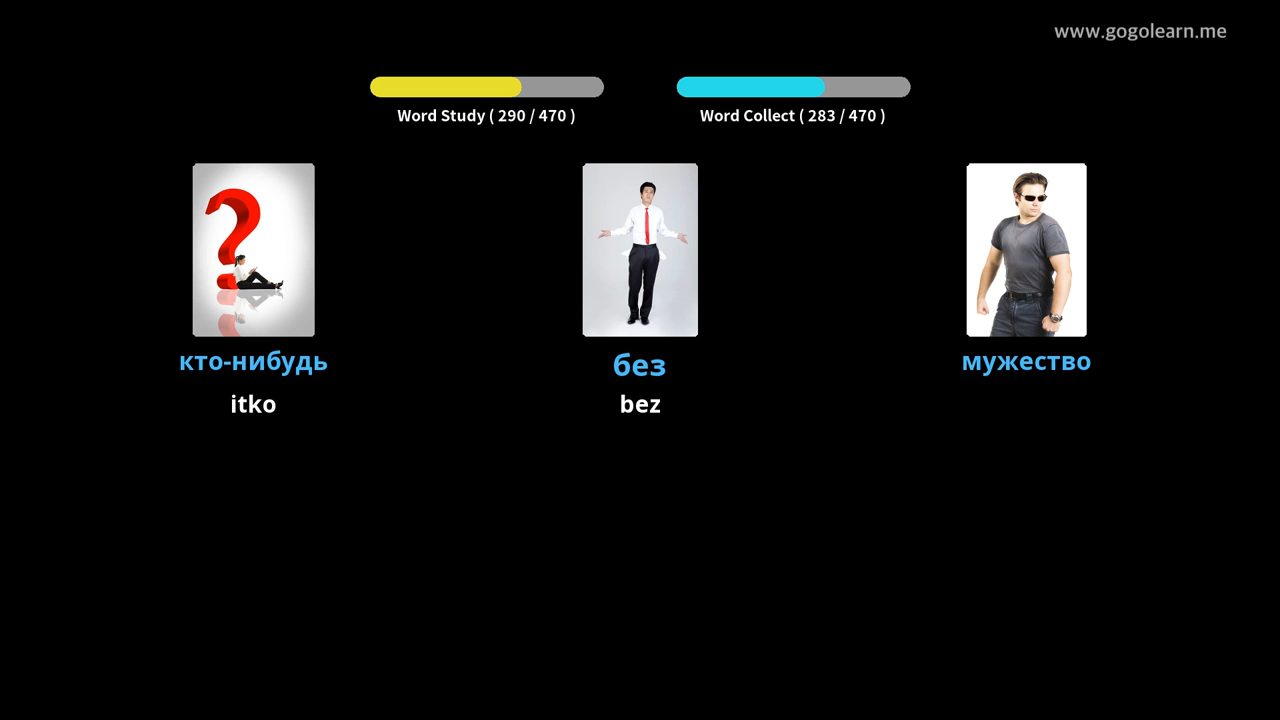 www.gogolearn.me
Word Study ( 290 / 470 )
Word Collect ( 283 / 470 )
кто-нибудь
без
мужество
itko
bez